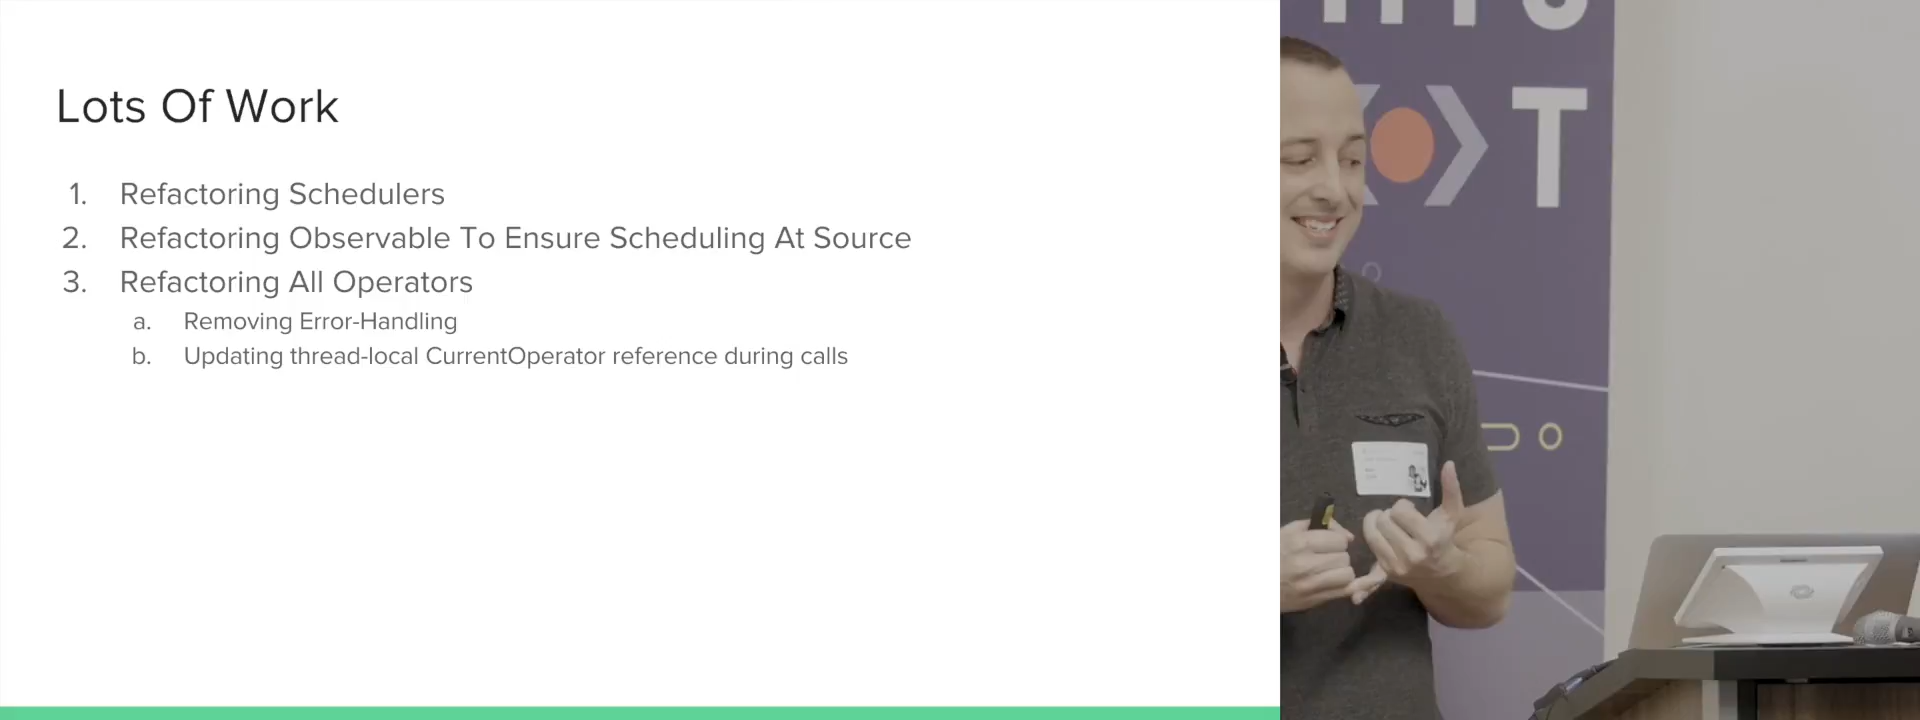 Lots Of Work
1. Refactoring Schedulers
2. Refactoring Observable To Ensure Scheduling At Source
3. Refactoring All Operators
a. Removing Error-Handling
b. Updating thread-local CurrentOperator reference during calls
T